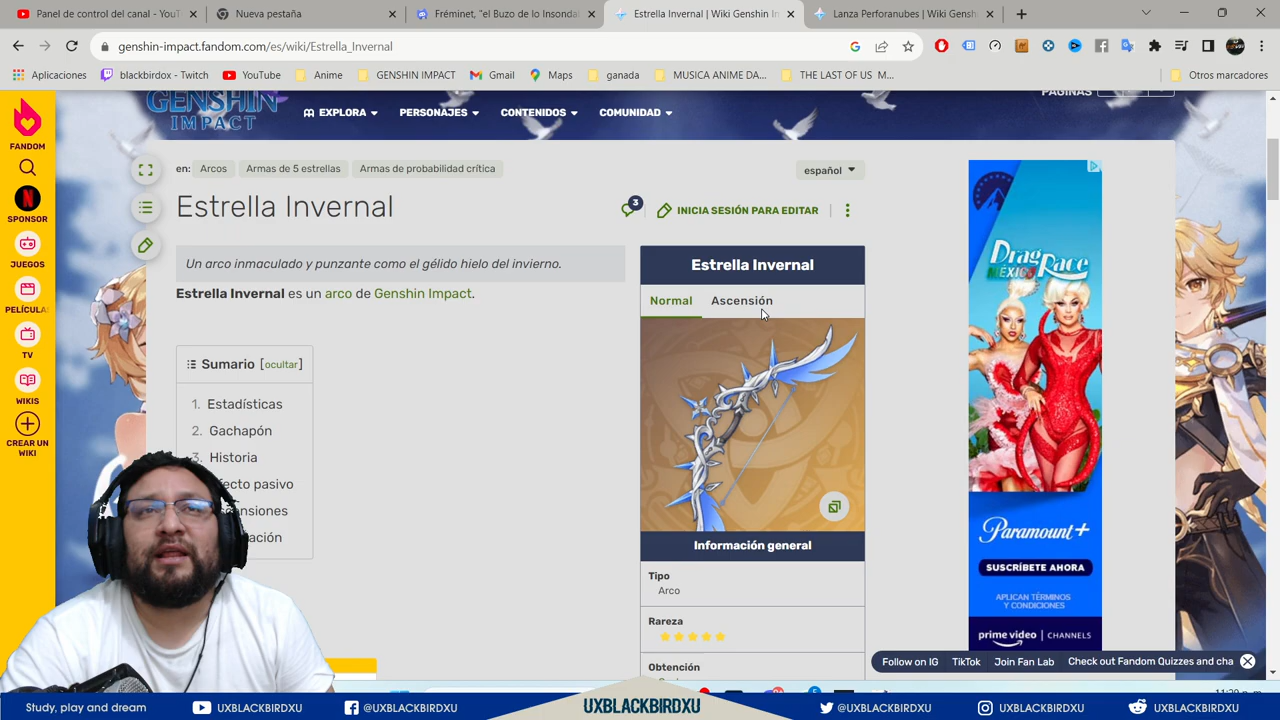 Panel de control del canal - YouT
Nueva pestaña
Fréminet, "el Buzo de lo Insonda
Estrella Invernal | Wiki Genshin Im
Lanza Perforanubes | Wiki Gensh
genshin-impact.fandom.com/es/wiki/Estrella_Invernal
Aplicaciones
blackbirdox - Twitch
YouTube
Anime
GENSHIN IMPACT
Gmail
Maps
ganada
MUSICA ANIME DA...
THE LAST OF US M...
Otros marcadores
GENSHIN
IMPACT
EXPLORA
PERSONAJES
CONTENIDOS
COMUNIDAD
PÁGINAS
FANDOM
SPONSOR
JUEGOS
PELÍCULAS
TV
WIKIS
CREAR UN
WIKI
en:
Arcos
Armas de 5 estrellas
Armas de probabilidad crítica
español
Estrella Invernal
3
INICIA SESIÓN PARA EDITAR
Un arco inmaculado y punzante como el gélido hielo del invierno.
Estrella Invernal es un arco de Genshin Impact.
Sumario [ocultar]
1. Estadísticas
2. Gachapón
3. Historia
fecto pasivo
ensiones
ación
Estrella Invernal
Normal
Ascensión
Información general
Tipo
Arco
Rareza
Obtención
Drag Race
MÉXICO
Paramount+
SUSCRÍBETE AHORA
APLICAN TÉRMINOS
Y CONDICIONES
prime video | CHANNELS
Follow on IG
TikTok
Join Fan Lab
Check out Fandom Quizzes and cha
Study, play and dream
UXBLACKBIRDXU
@UXBLACKBIRDXU
UXBLACKBIRDXU
@UXBLACKBIRDXU
UXBLACKBIRDXU
UXBLACKBIRDXU